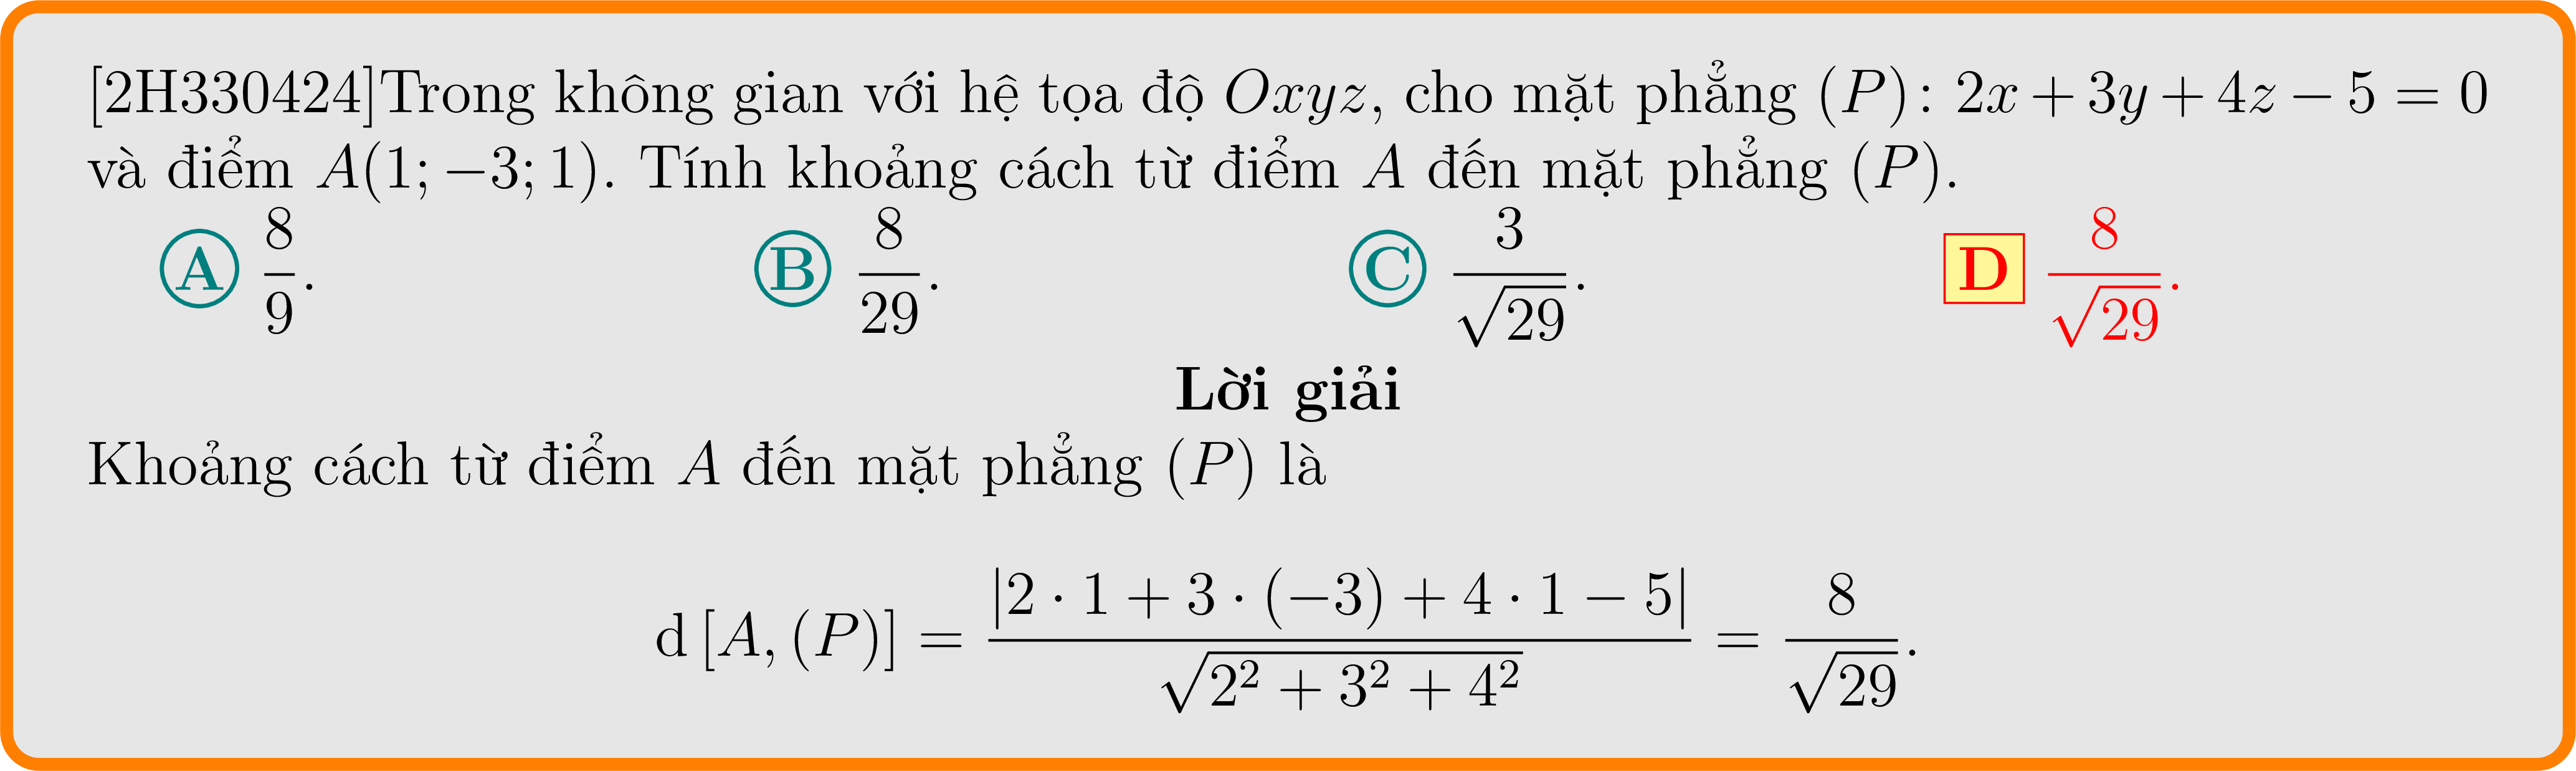 [2H330424]Trong không gian với hệ tọa độ Oxyz, cho mặt phẳng (P): 2x + 3y + 4z − 5 = 0
và điểm A(1; −3; 1). Tính khoảng cách từ điểm A đến mặt phẳng (P).
A $\frac{8}{9}$. B $\frac{8}{29}$. C $\frac{3}{\sqrt{29}}$. D $\frac{8}{\sqrt{29}}$.
Lời giải
Khoảng cách từ điểm A đến mặt phẳng (P) là
$\mathrm{d}\,[A, (P)] = \frac{|2 \cdot 1 + 3 \cdot (-3) + 4 \cdot 1 - 5|}{\sqrt{2^2 + 3^2 + 4^2}} = \frac{8}{\sqrt{29}}.$